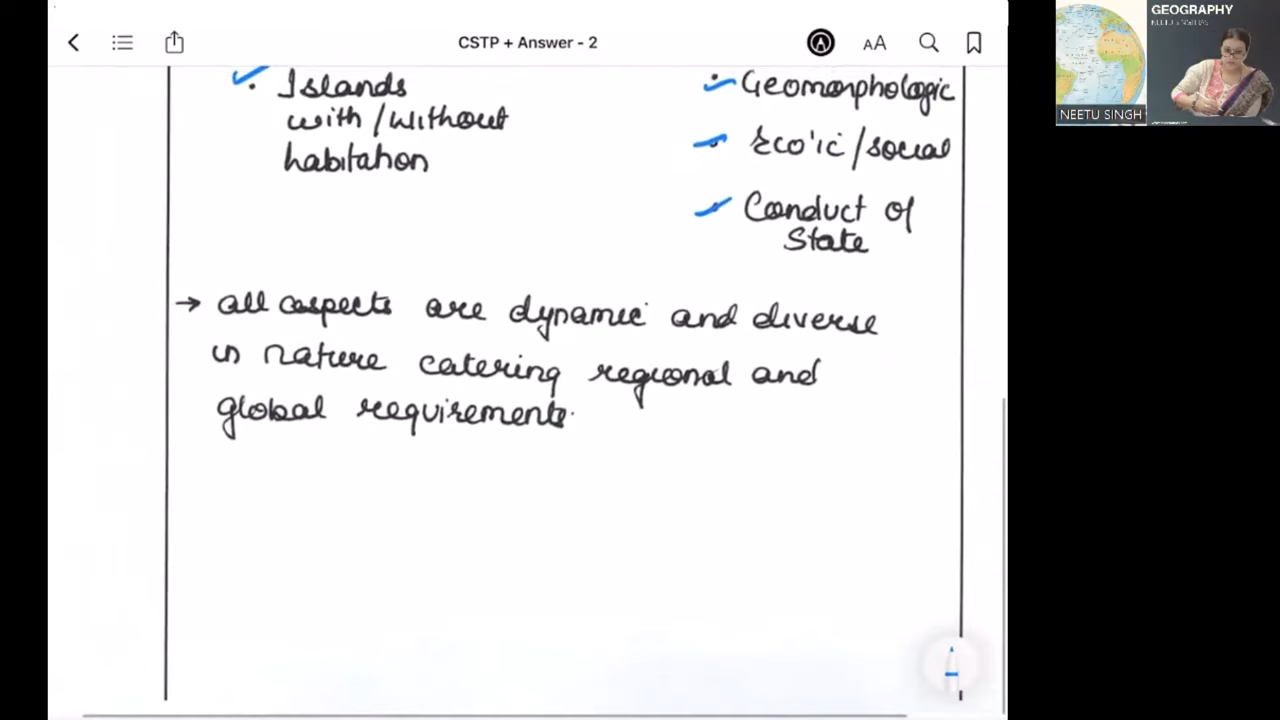 CSTP + Answer - 2
AA
GEOGRAPHY
NEETU SINGH
Islands
with/without
habitation
Geomorphologic
Eco'ic/social
Conduct of
State
→ all aspects are dynamic and diverse
in nature catering regional and
global requirements.